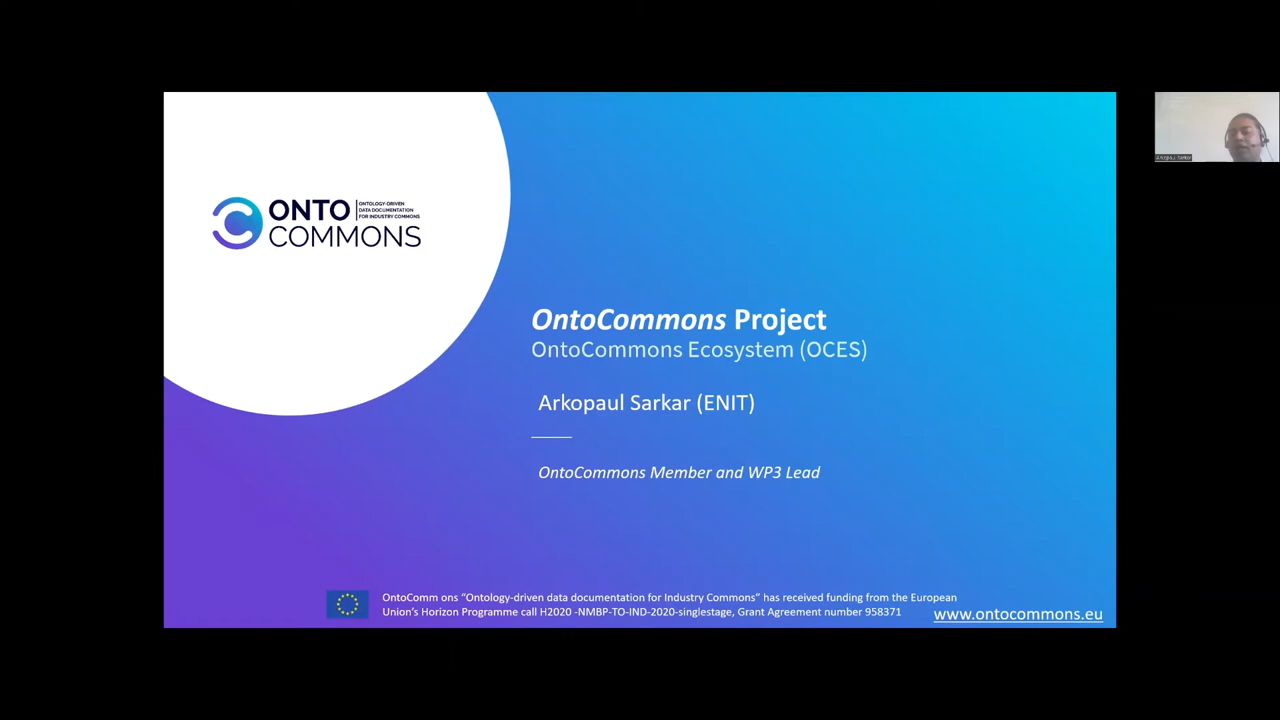 ONTO
ONTOLOGY-DRIVEN
DATA DOCUMENTATION
FOR INDUSTRY COMMONS
COMMONS
OntoCommons Project
OntoCommons Ecosystem (OCES)
Arkopaul Sarkar (ENIT)
OntoCommons Member and WP3 Lead
OntoComm ons “Ontology-driven data documentation for Industry Commons” has received funding from the European
Union’s Horizon Programme call H2020 -NMBP-TO-IND-2020-singlestage, Grant Agreement number 958371
www.ontocommons.eu
Arkopaul Sarkar